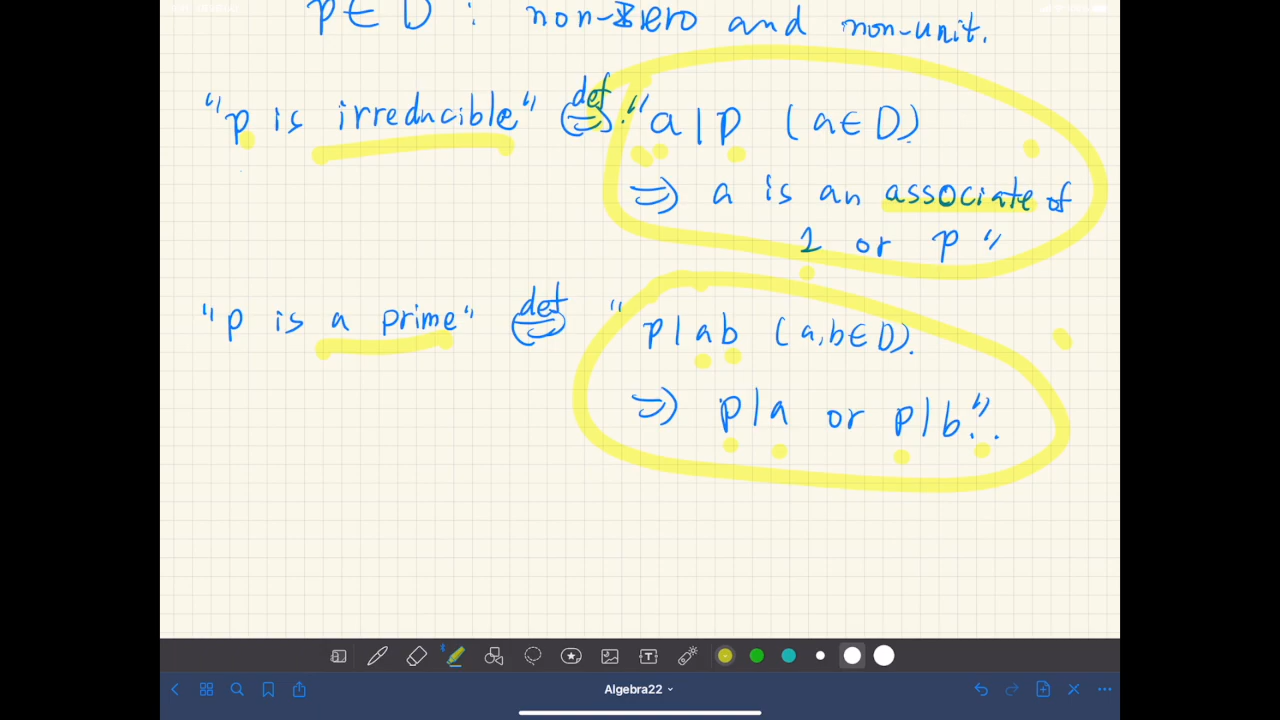 p ∈ D : non-zero and non-unit.
"p is irreducible" ⇔ def. "a | p (a ∈ D)
⇒ a is an associate of
1 or p"
"p is a prime" ⇔ def "p | ab (a, b ∈ D).
⇒ p | a or p | b".
Algebra22